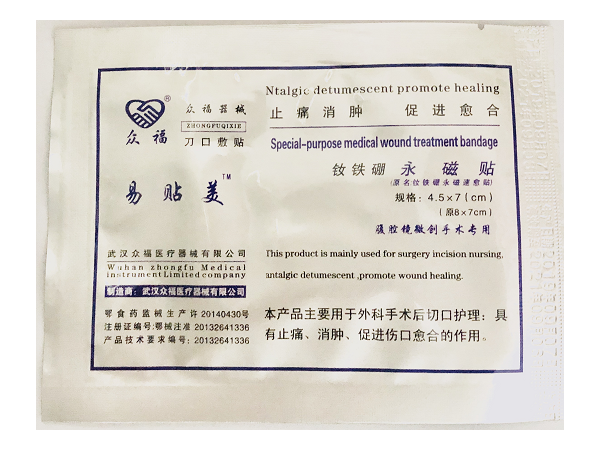 众福®
众福器械
ZHONGFUQIXIE
刀口敷贴
易贴美™
武汉众福医疗器械有限公司
Wuhan zhongfu Medical
instrumentLimitedcompany
制造商：武汉众福医疗器械有限公司
鄂食药监械生产许20140430号
注册证编号:鄂械注准20132641336
产品技术要求编号: 20132641336
Ntalgic detumescent promote healing
止痛消肿 促进愈合
Special-purpose medical wound treatment bandage
钕铁硼永磁贴
(原名钕铁硼永磁速愈贴)
规格: 4.5×7(cm)
(原8×7cm)
腹腔镜微创手术专用
This product is mainly used for surgery incision nursing,
antalgic detumescent ,promote wound healing.
本产品主要用于外科手术后切口护理：具
有止痛、消肿、促进伤口愈合的作用。